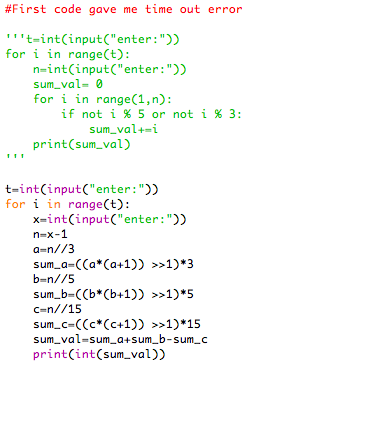 #First code gave me time out error
'''t=int(input("enter:"))
for i in range(t):
    n=int(input("enter:"))
    sum_val= 0
    for i in range(1,n):
        if not i % 5 or not i % 3:
            sum_val+=i
    print(sum_val)
'''
t=int(input("enter:"))
for i in range(t):
    x=int(input("enter:"))
    n=x-1
    a=n//3
    sum_a=((a*(a+1)) >>1)*3
    b=n//5
    sum_b=((b*(b+1)) >>1)*5
    c=n//15
    sum_c=((c*(c+1)) >>1)*15
    sum_val=sum_a+sum_b-sum_c
    print(int(sum_val))